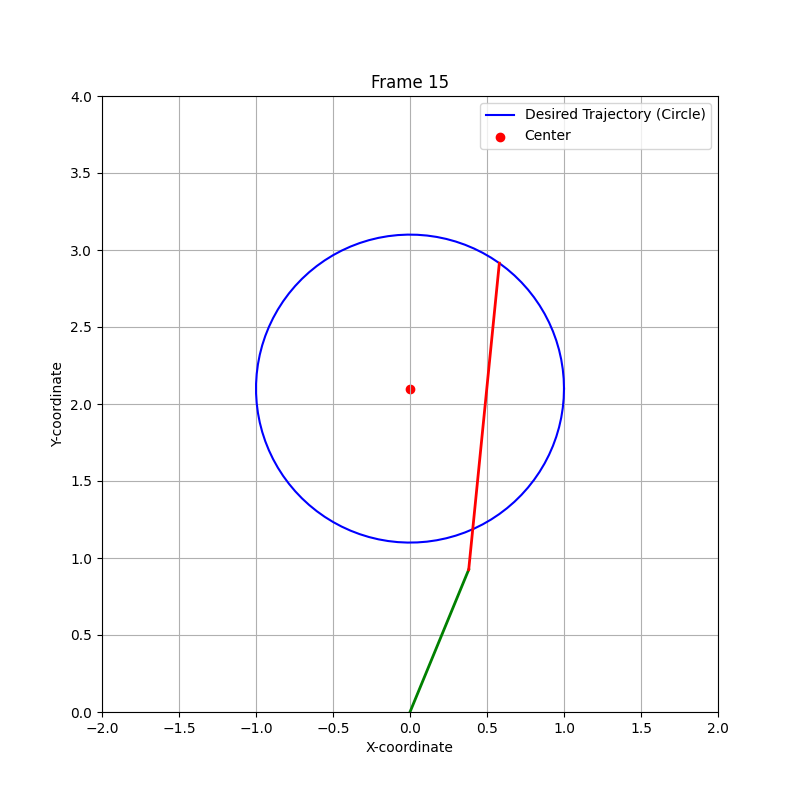 Frame 15
Desired Trajectory (Circle)
Center
4.0
3.5
3.0
2.5
2.0
1.5
1.0
0.5
0.0
Y-coordinate
−2.0 −1.5 −1.0 −0.5 0.0 0.5 1.0 1.5 2.0
X-coordinate